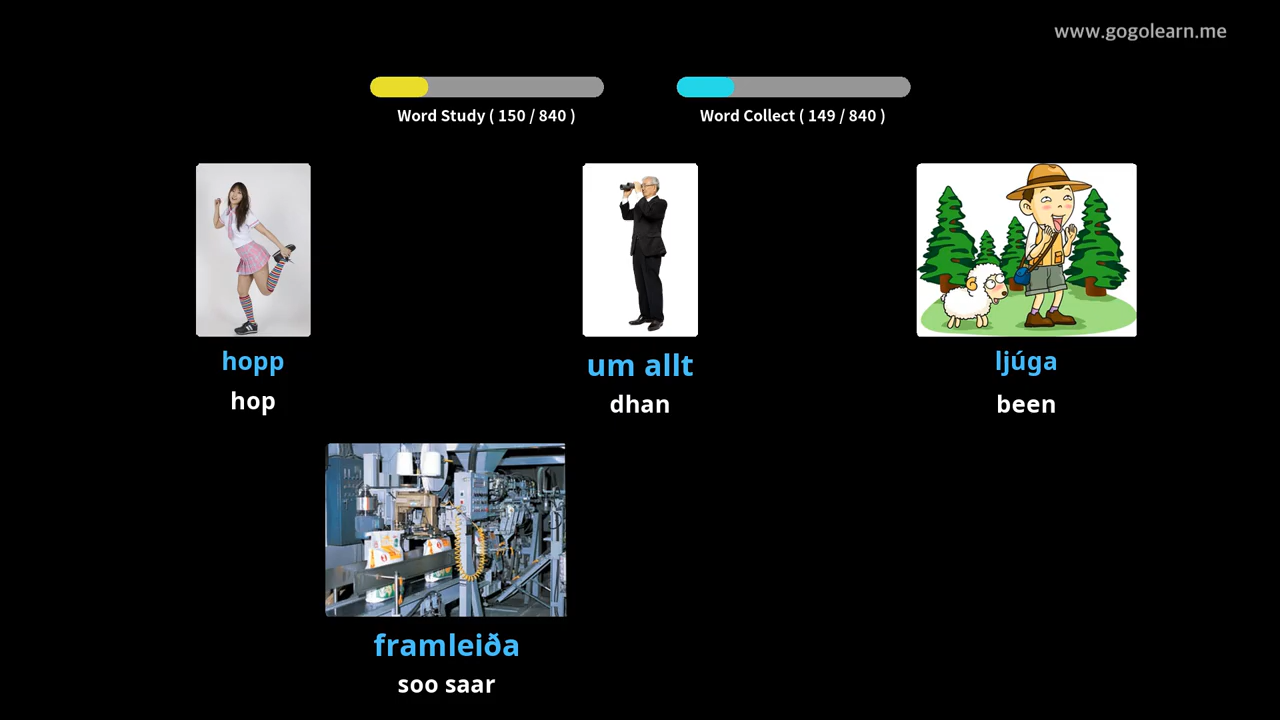 www.gogolearn.me
Word Study ( 150 / 840 )
Word Collect ( 149 / 840 )
hopp
hop
um allt
dhan
ljúga
been
framleiða
soo saar